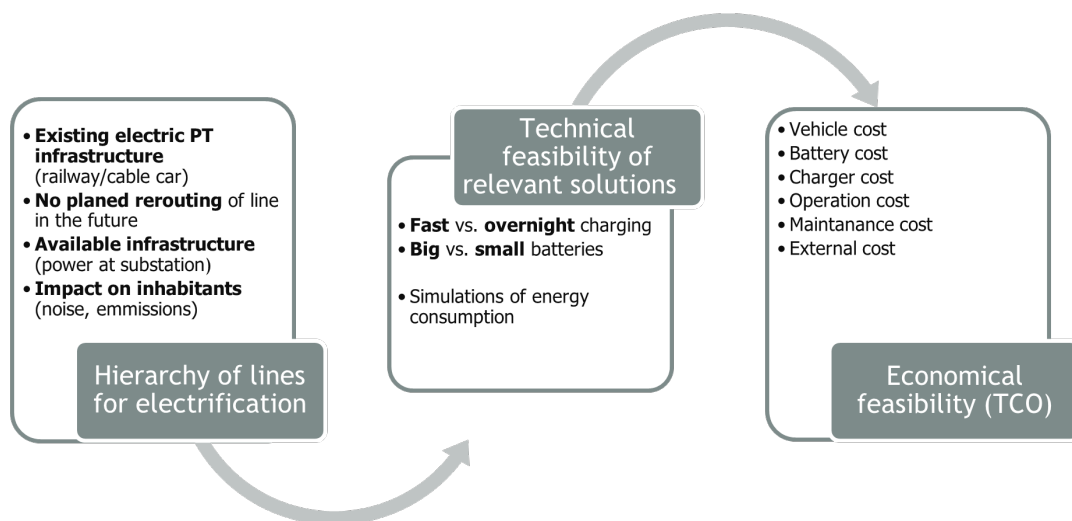 • Existing electric PT
infrastructure
(railway/cable car)
• No planed rerouting of line
in the future
• Available infrastructure
(power at substation)
• Impact on inhabitants
(noise, emmissions)
Hierarchy of lines
for electrification
Technical
feasibility of
relevant solutions
• Fast vs. overnight charging
• Big vs. small batteries
• Simulations of energy
consumption
• Vehicle cost
• Battery cost
• Charger cost
• Operation cost
• Maintanance cost
• External cost
Economical
feasibility (TCO)